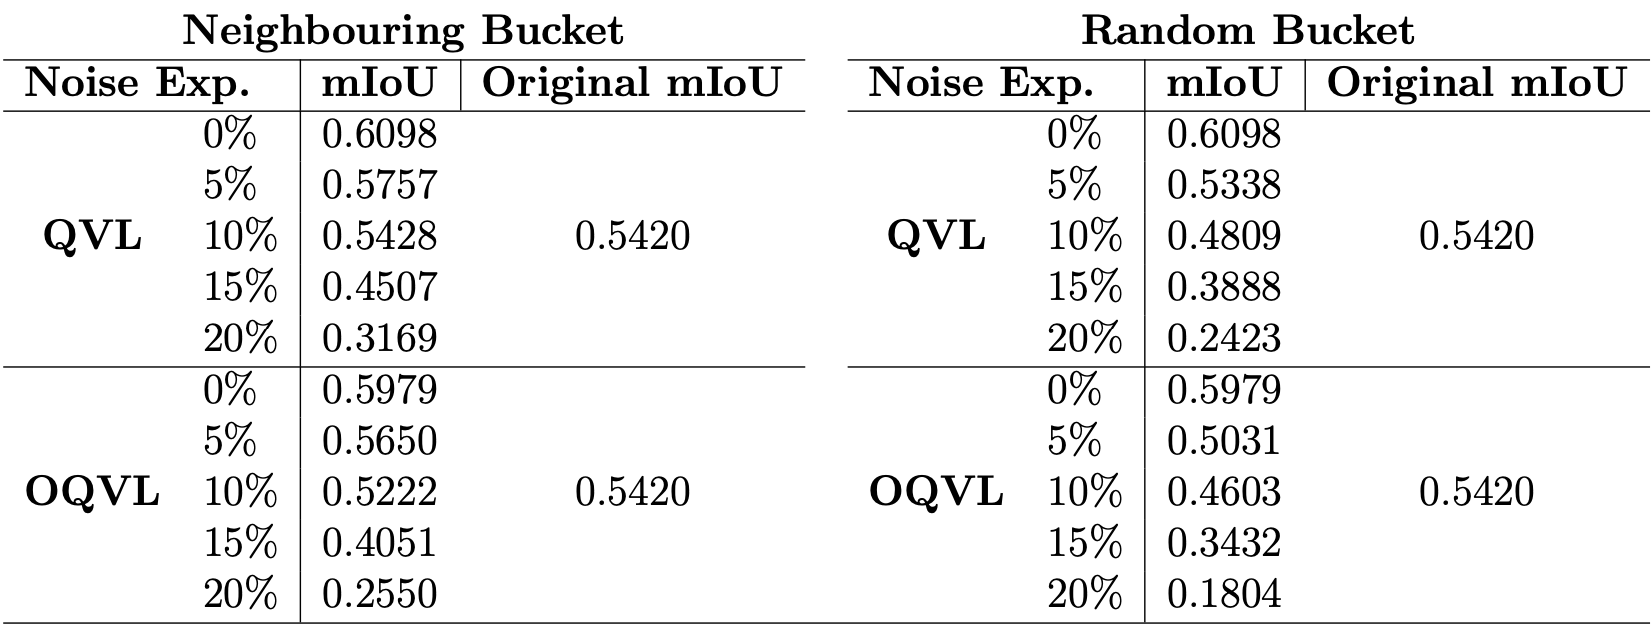 Neighbouring Bucket
Noise Exp. mIoU Original mIoU
0% 0.6098
5% 0.5757
QVL 10% 0.5428 0.5420
15% 0.4507
20% 0.3169
0% 0.5979
5% 0.5650
OQVL 10% 0.5222 0.5420
15% 0.4051
20% 0.2550
Random Bucket
Noise Exp. mIoU Original mIoU
0% 0.6098
5% 0.5338
QVL 10% 0.4809 0.5420
15% 0.3888
20% 0.2423
0% 0.5979
5% 0.5031
OQVL 10% 0.4603 0.5420
15% 0.3432
20% 0.1804